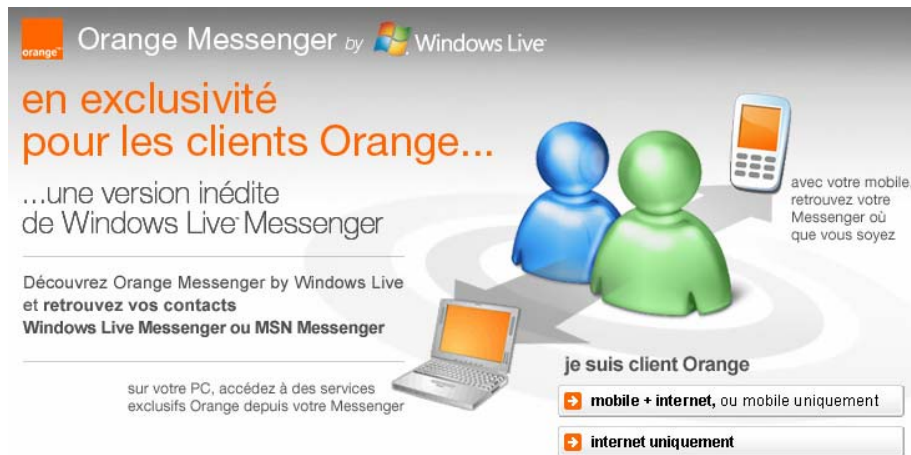 orange™
Orange Messenger by Windows Live™
en exclusivité
pour les clients Orange...
...une version inédite
de Windows Live™ Messenger
Découvrez Orange Messenger by Windows Live
et retrouvez vos contacts
Windows Live Messenger ou MSN Messenger
sur votre PC, accédez à des services
exclusifs Orange depuis votre Messenger
avec votre mobile,
retrouvez votre
Messenger où
que vous soyez
je suis client Orange
mobile + internet, ou mobile uniquement
internet uniquement